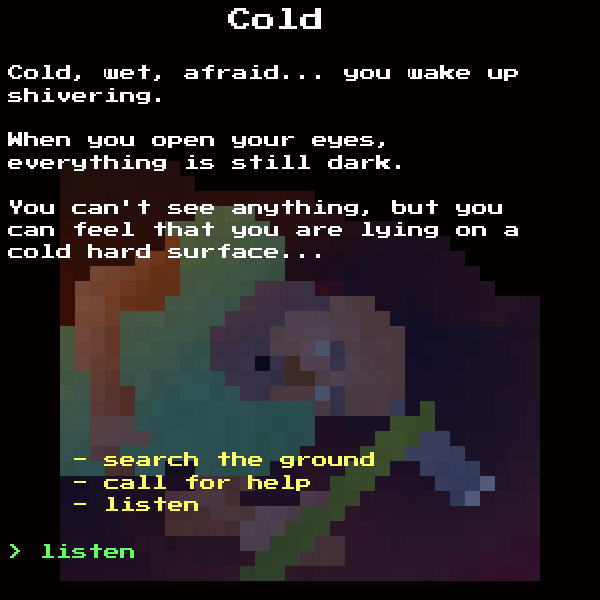 Cold
Cold, wet, afraid... you wake up
shivering.
When you open your eyes,
everything is still dark.
You can't see anything, but you
can feel that you are lying on a
cold hard surface...
- search the ground
- call for help
- listen
> listen